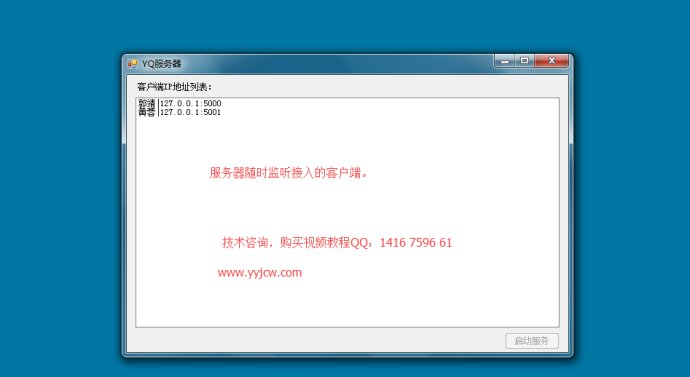 YQ服务器
客户端IP地址列表：
郭靖|127.0.0.1:5000
黄蓉|127.0.0.1:5001
服务器随时监听接入的客户端。
技术咨询，购买视频教程QQ：1416 7596 61
www.yyjcw.com
启动服务